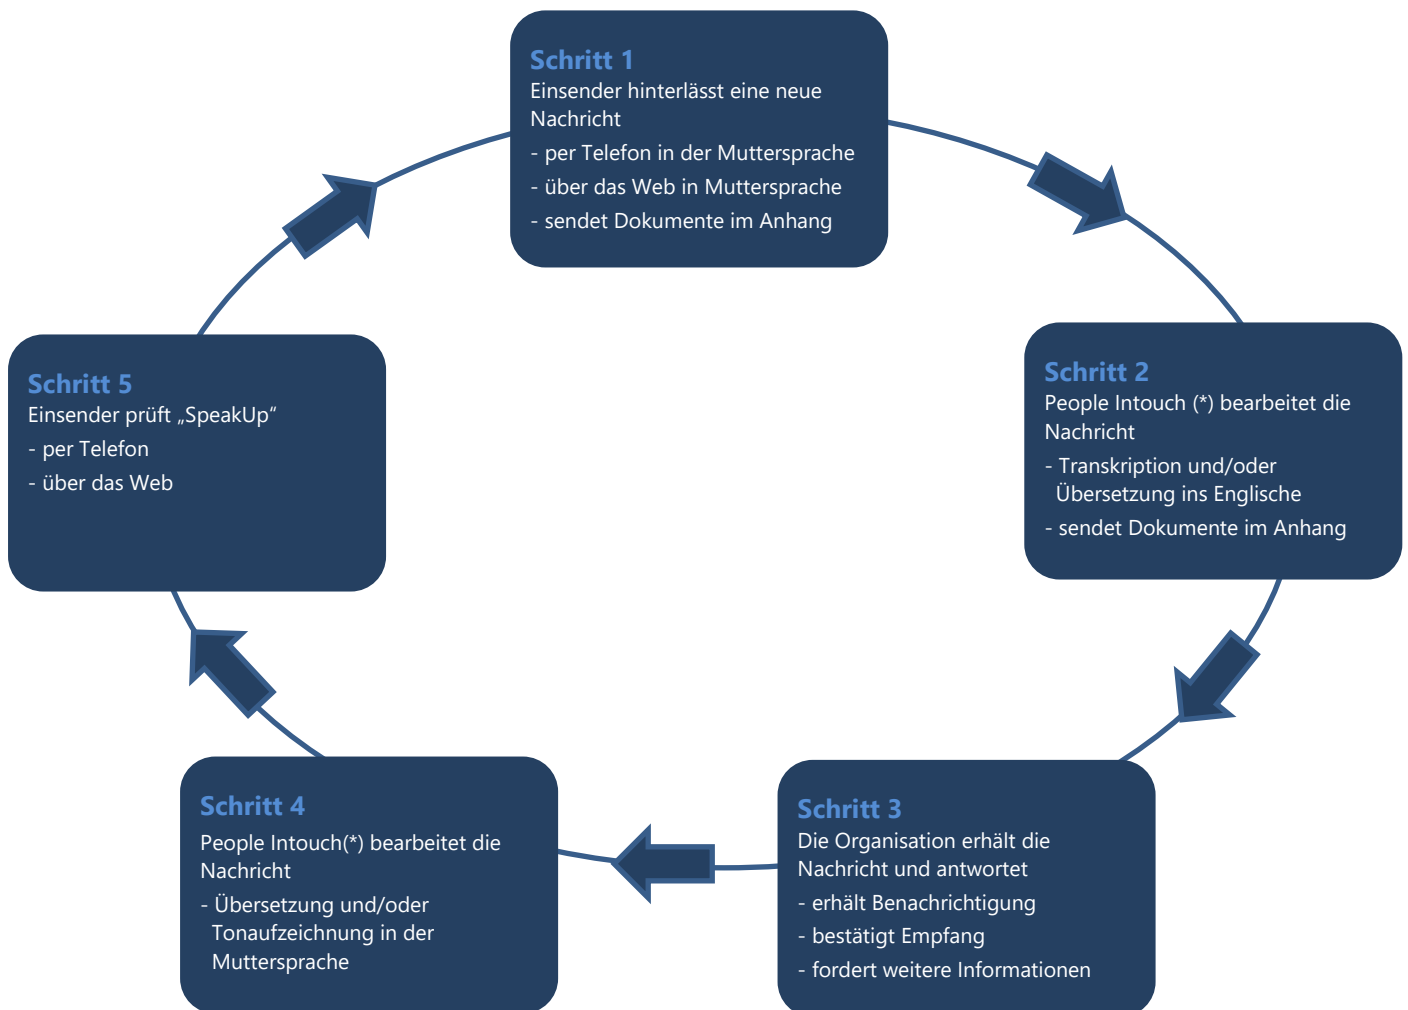 Schritt 1
Einsender hinterlässt eine neue
Nachricht
- per Telefon in der Muttersprache
- über das Web in Muttersprache
- sendet Dokumente im Anhang
Schritt 2
People Intouch (*) bearbeitet die
Nachricht
- Transkription und/oder
Übersetzung ins Englische
- sendet Dokumente im Anhang
Schritt 3
Die Organisation erhält die
Nachricht und antwortet
- erhält Benachrichtigung
- bestätigt Empfang
- fordert weitere Informationen
Schritt 4
People Intouch(*) bearbeitet die
Nachricht
- Übersetzung und/oder
Tonaufzeichnung in der
Muttersprache
Schritt 5
Einsender prüft „SpeakUp“
- per Telefon
- über das Web